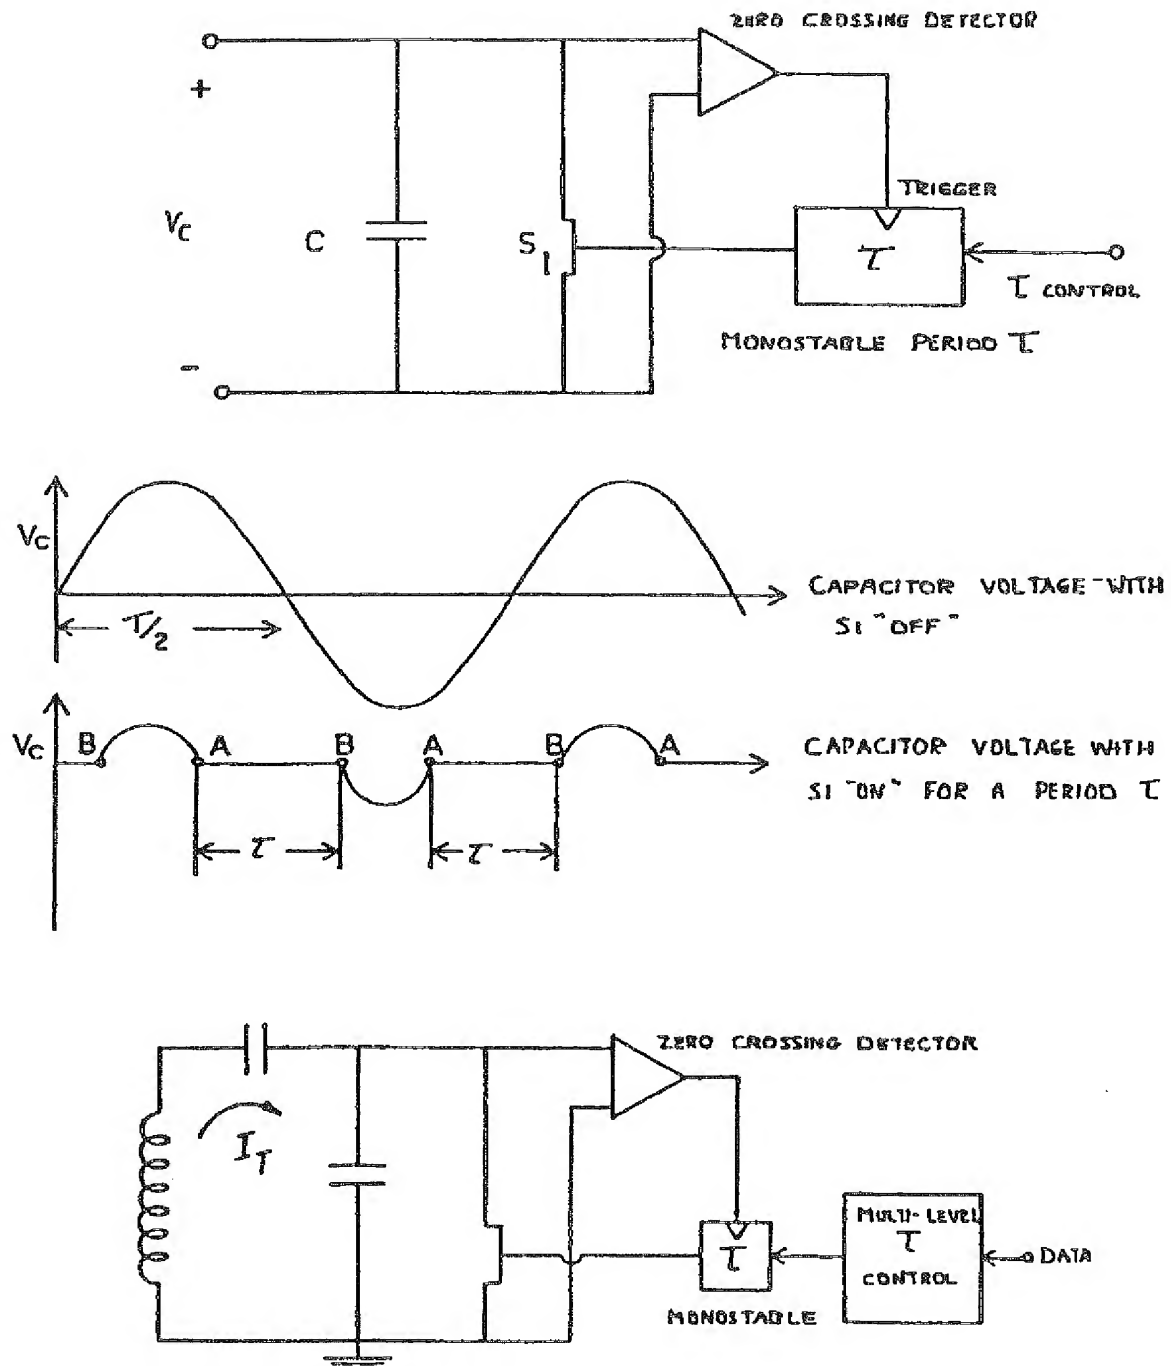 ZERO CROSSING DETECTOR
+
TRIGGER
Vc
C
S1
τ
τ CONTROL
MONOSTABLE PERIOD τ
-
Vc
T/2
CAPACITOR VOLTAGE WITH
S1 "OFF"
Vc B A B A B A
CAPACITOR VOLTAGE WITH
S1 "ON" FOR A PERIOD τ
τ τ
ZERO CROSSING DETECTOR
IT
τ
MULTI-LEVEL
τ
CONTROL
DATA
MONOSTABLE